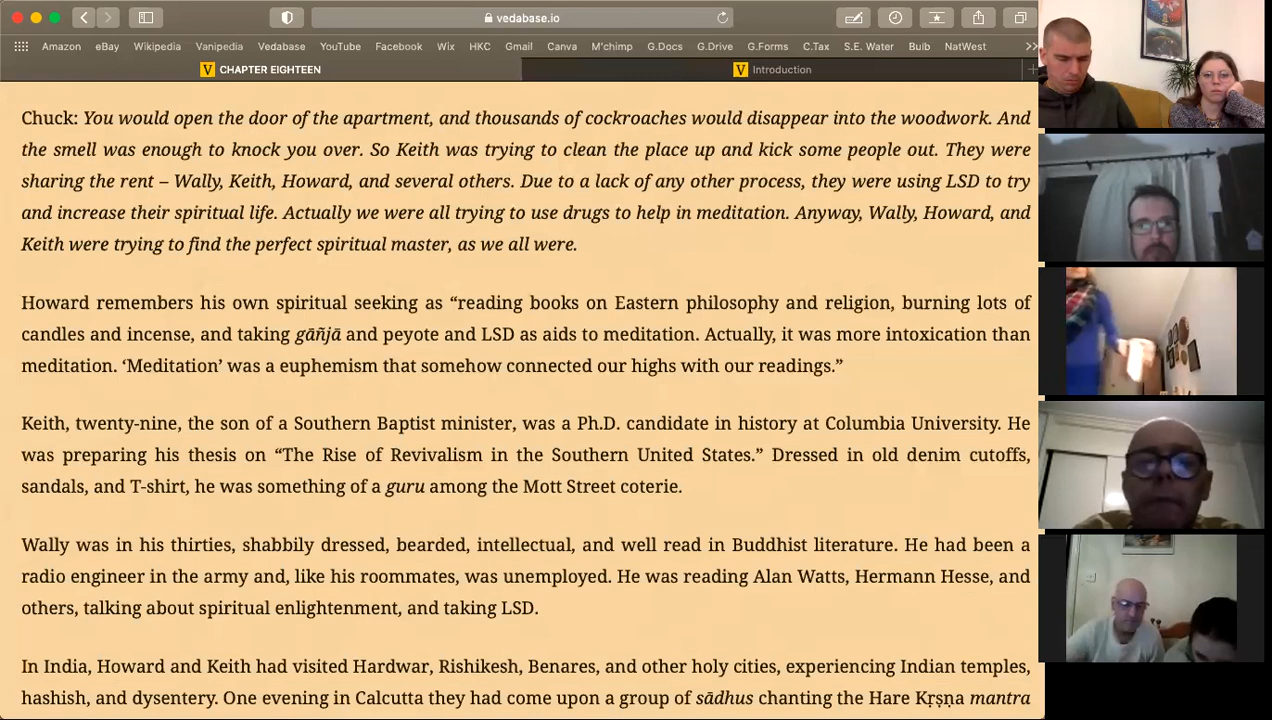 vedabase.io
Amazon eBay Wikipedia Vanipedia Vedabase YouTube Facebook Wix HKC Gmail Canva M'chimp G.Docs G.Drive G.Forms C.Tax S.E. Water Bulb NatWest >>
V CHAPTER EIGHTEEN V Introduction
Chuck: You would open the door of the apartment, and thousands of cockroaches would disappear into the woodwork. And
the smell was enough to knock you over. So Keith was trying to clean the place up and kick some people out. They were
sharing the rent – Wally, Keith, Howard, and several others. Due to a lack of any other process, they were using LSD to try
and increase their spiritual life. Actually we were all trying to use drugs to help in meditation. Anyway, Wally, Howard, and
Keith were trying to find the perfect spiritual master, as we all were.
Howard remembers his own spiritual seeking as “reading books on Eastern philosophy and religion, burning lots of
candles and incense, and taking gāñjā and peyote and LSD as aids to meditation. Actually, it was more intoxication than
meditation. ‘Meditation’ was a euphemism that somehow connected our highs with our readings.”
Keith, twenty-nine, the son of a Southern Baptist minister, was a Ph.D. candidate in history at Columbia University. He
was preparing his thesis on “The Rise of Revivalism in the Southern United States.” Dressed in old denim cutoffs,
sandals, and T-shirt, he was something of a guru among the Mott Street coterie.
Wally was in his thirties, shabbily dressed, bearded, intellectual, and well read in Buddhist literature. He had been a
radio engineer in the army and, like his roommates, was unemployed. He was reading Alan Watts, Hermann Hesse, and
others, talking about spiritual enlightenment, and taking LSD.
In India, Howard and Keith had visited Hardwar, Rishikesh, Benares, and other holy cities, experiencing Indian temples,
hashish, and dysentery. One evening in Calcutta they had come upon a group of sādhus chanting the Hare Kṛṣṇa mantra